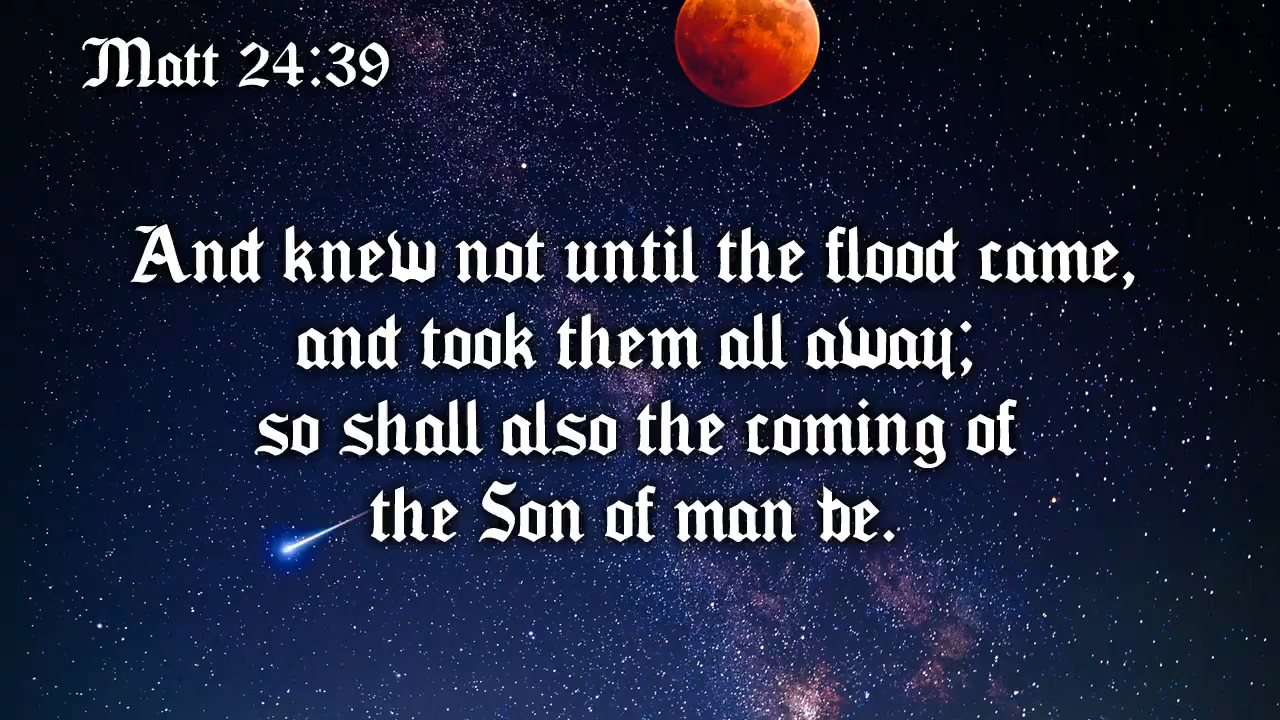 Matt 24:39
And knew not until the flood came,
and took them all away;
so shall also the coming of
the Son of man be.